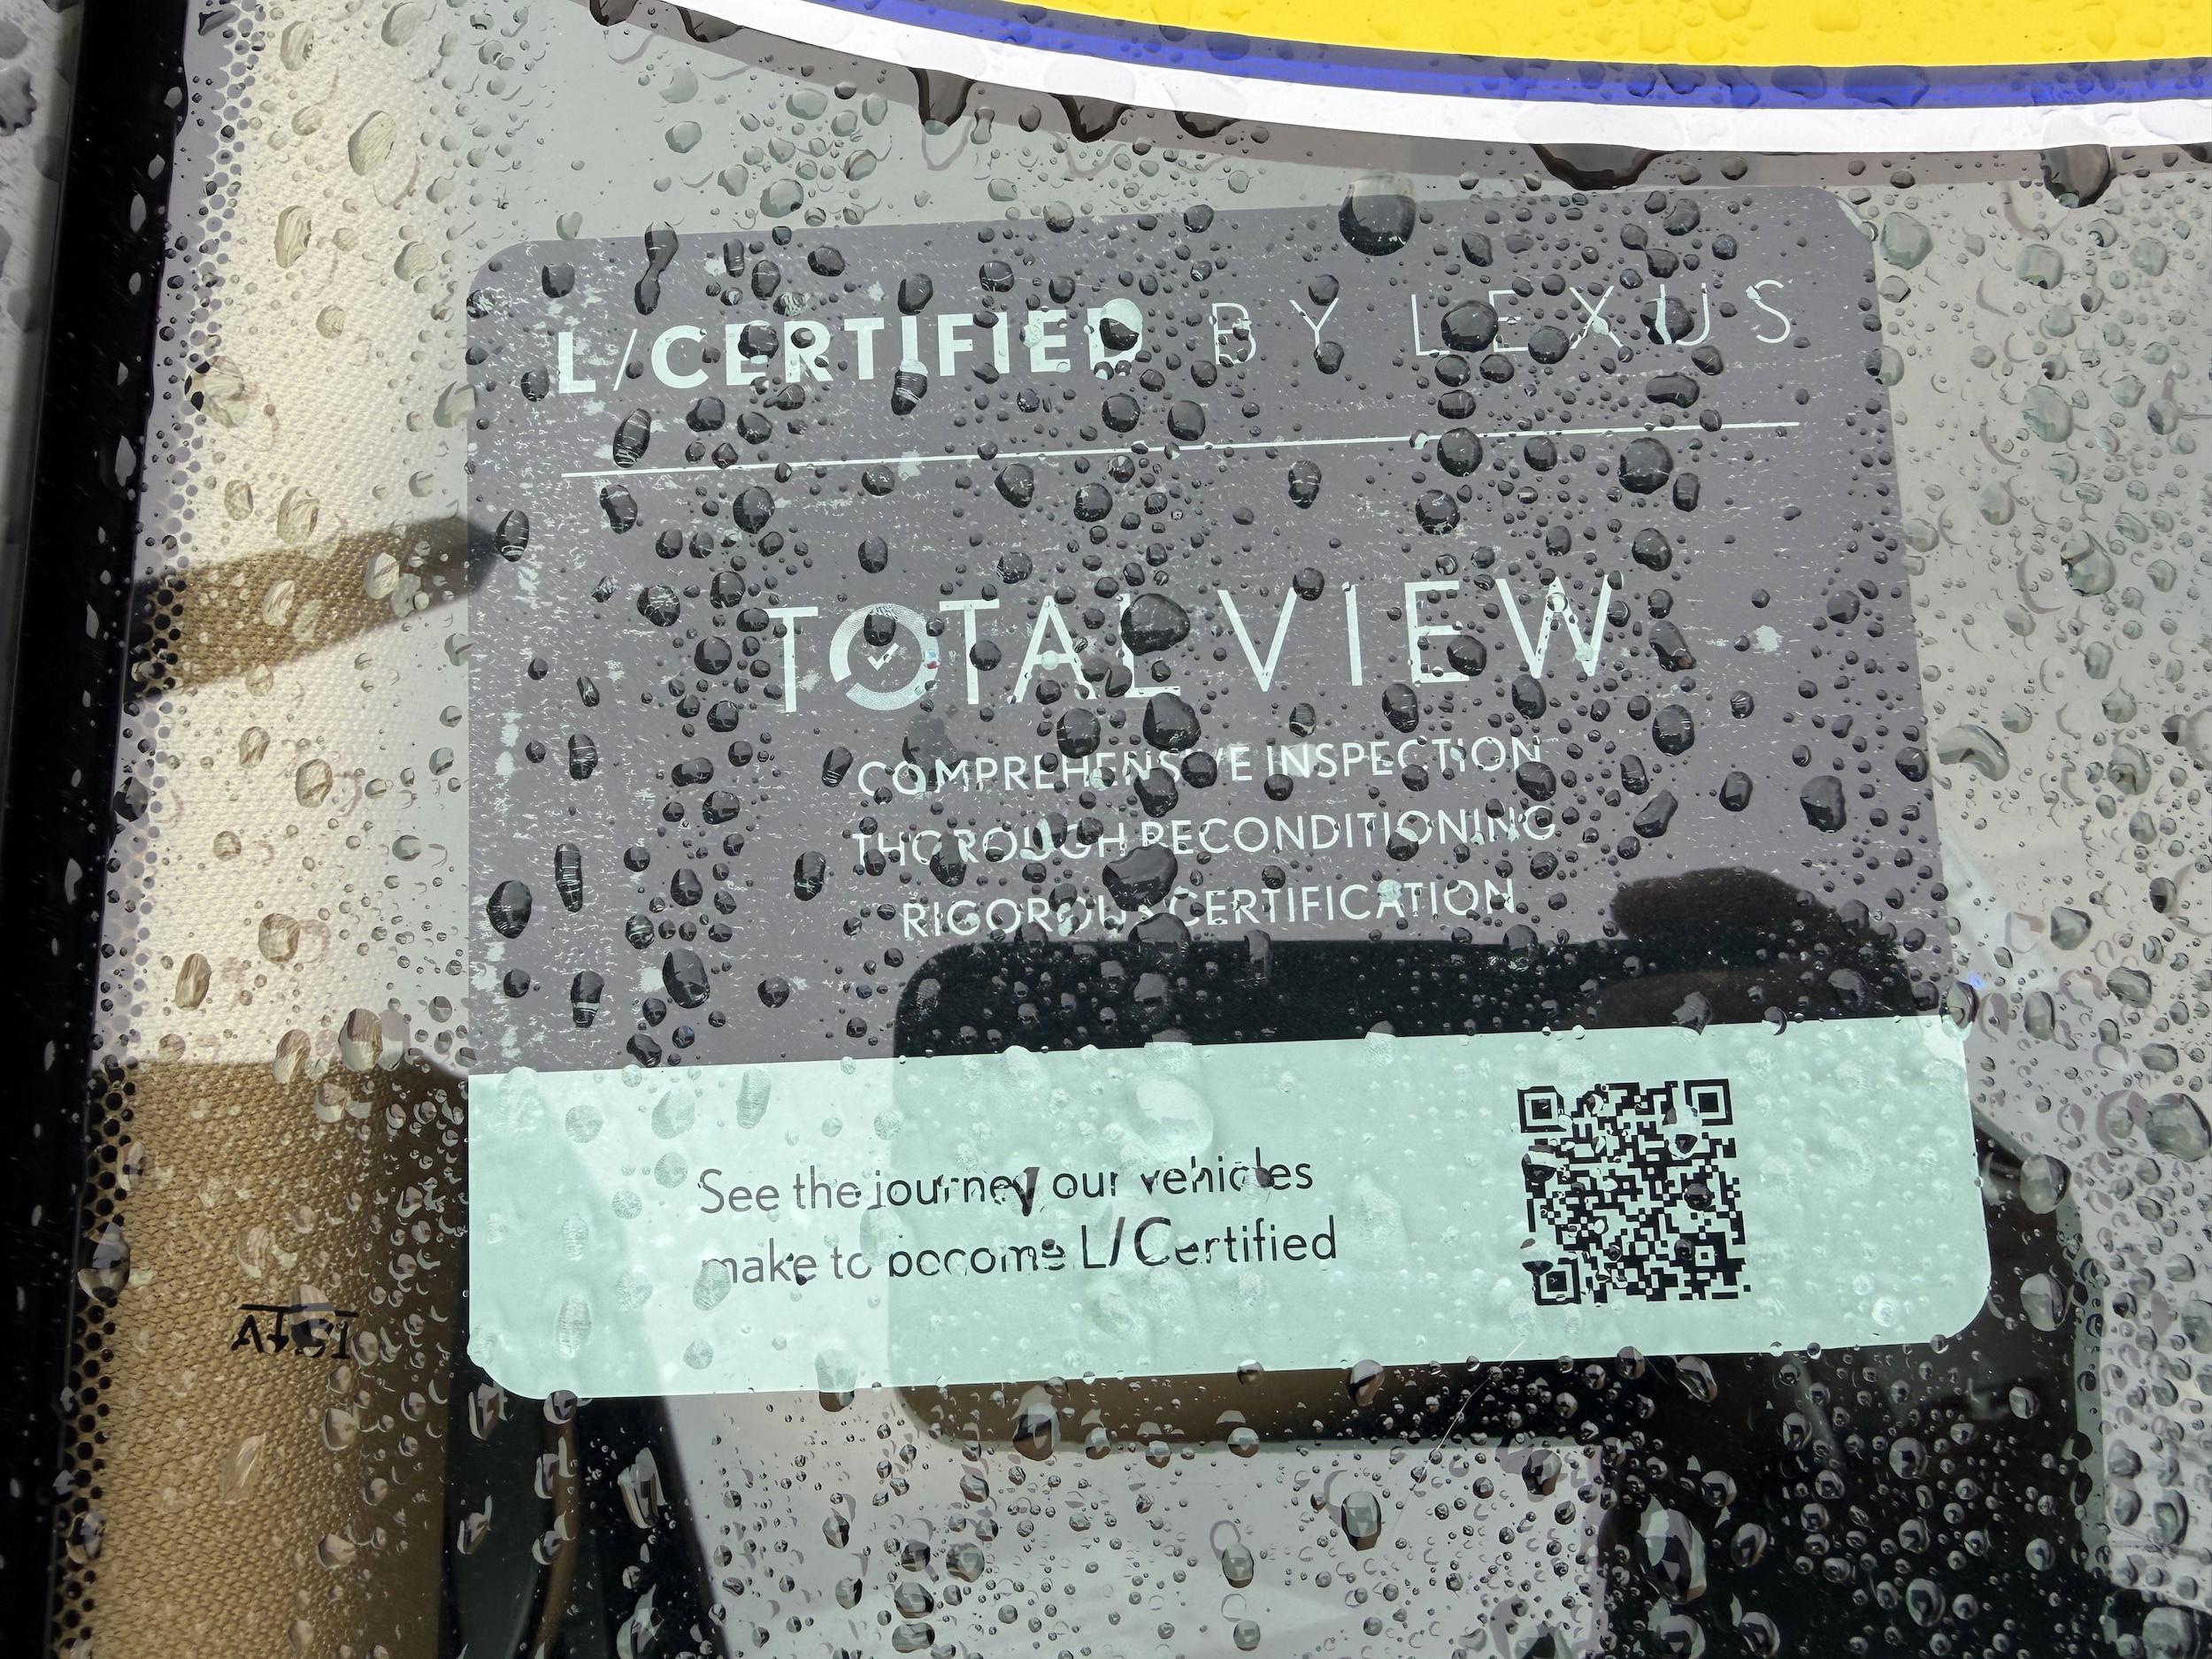 L/CERTIFIED BY LEXUS
TOTAL VIEW
COMPREHENSIVE INSPECTION
THOROUGH RECONDITIONING
RIGOROUS CERTIFICATION
See the journey our vehicles
make to become L/Certified